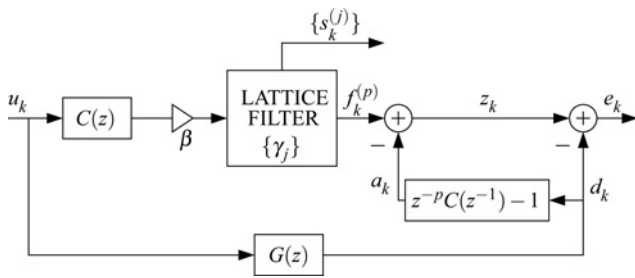 {s_k^{(j)}}
u_k
C(z)
β
LATTICE
FILTER
{γ_j}
f_k^{(p)}
+
−
z_k
+
−
e_k
a_k
z^{-p}C(z^{-1})−1
d_k
G(z)